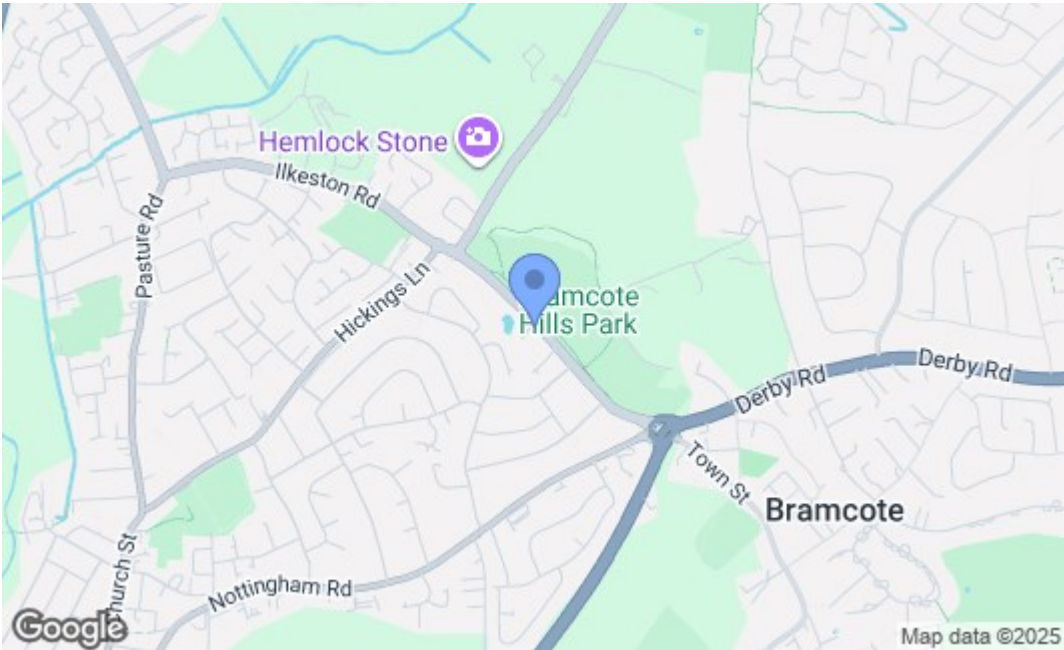 Hemlock Stone
Ilkeston Rd
Pasture Rd
Hickings Ln
Bramcote
Hills Park
Derby Rd
Derby Rd
Town St
Bramcote
Church St
Nottingham Rd
Google
Map data ©2025